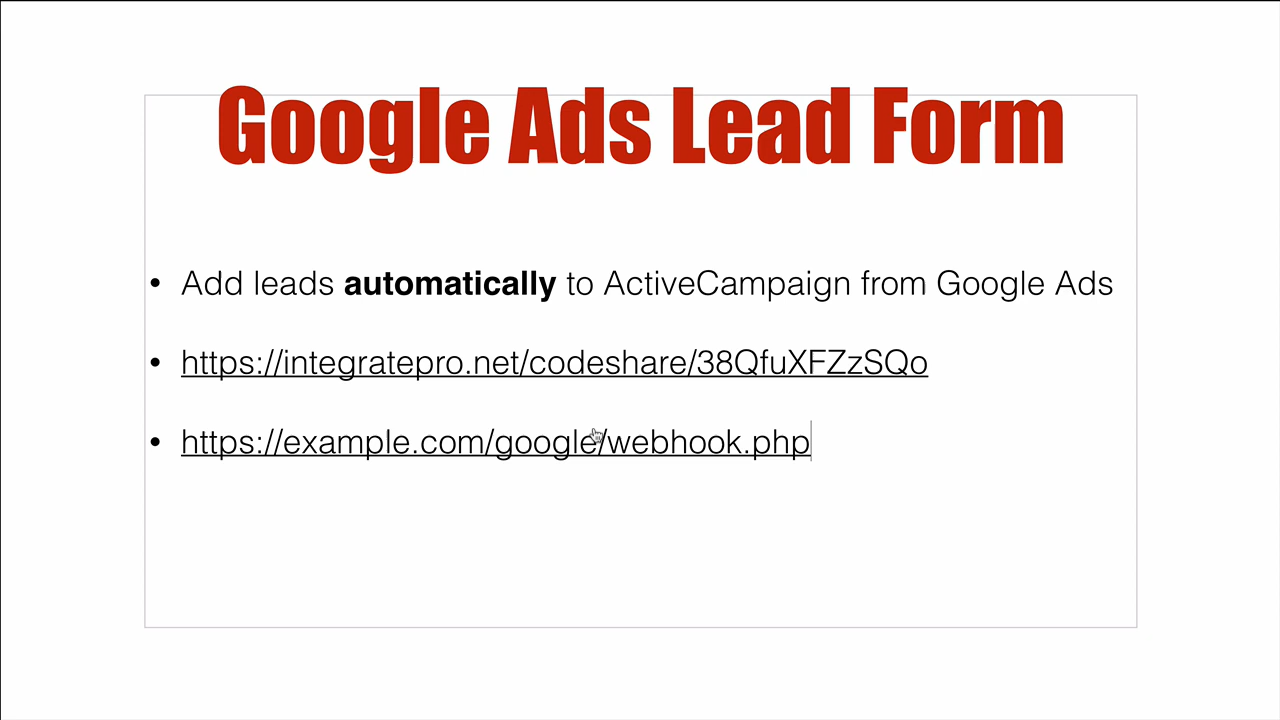 Google Ads Lead Form
• Add leads automatically to ActiveCampaign from Google Ads
• https://integratepro.net/codeshare/38QfuXFZzSQo
• https://example.com/google/webhook.php